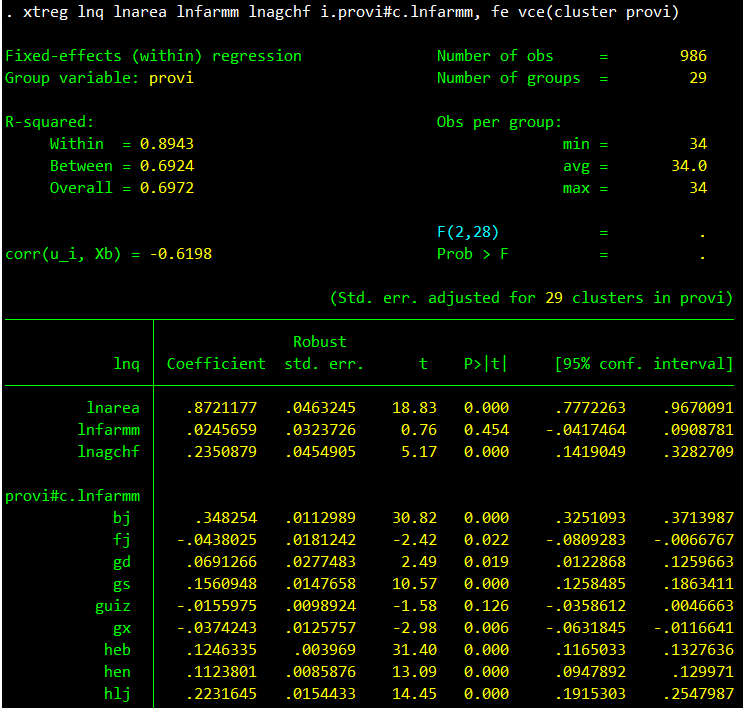 . xtreg lnq lnarea lnfarmm lnagchf i.provi#c.lnfarmm, fe vce(cluster provi)
Fixed-effects (within) regression Number of obs = 986
Group variable: provi Number of groups = 29
R-squared: Obs per group:
Within = 0.8943 min = 34
Between = 0.6924 avg = 34.0
Overall = 0.6972 max = 34
F(2,28) = .
corr(u_i, Xb) = -0.6198 Prob > F = .
(Std. err. adjusted for 29 clusters in provi)
Robust
lnq Coefficient std. err. t P>|t| [95% conf. interval]
lnarea .8721177 .0463245 18.83 0.000 .7772263 .9670091
lnfarmm .0245659 .0323726 0.76 0.454 -.0417464 .0908781
lnagchf .2350879 .0454905 5.17 0.000 .1419049 .3282709
provi#c.lnfarmm
bj .348254 .0112989 30.82 0.000 .3251093 .3713987
fj -.0438025 .0181242 -2.42 0.022 -.0809283 -.0066767
gd .0691266 .0277483 2.49 0.019 .0122868 .1259663
gs .1560948 .0147658 10.57 0.000 .1258485 .1863411
guiz -.0155975 .0098924 -1.58 0.126 -.0358612 .0046663
gx -.0374243 .0125757 -2.98 0.006 -.0631845 -.0116641
heb .1246335 .003969 31.40 0.000 .1165033 .1327636
hen .1123801 .0085876 13.09 0.000 .0947892 .129971
hlj .2231645 .0154433 14.45 0.000 .1915303 .2547987